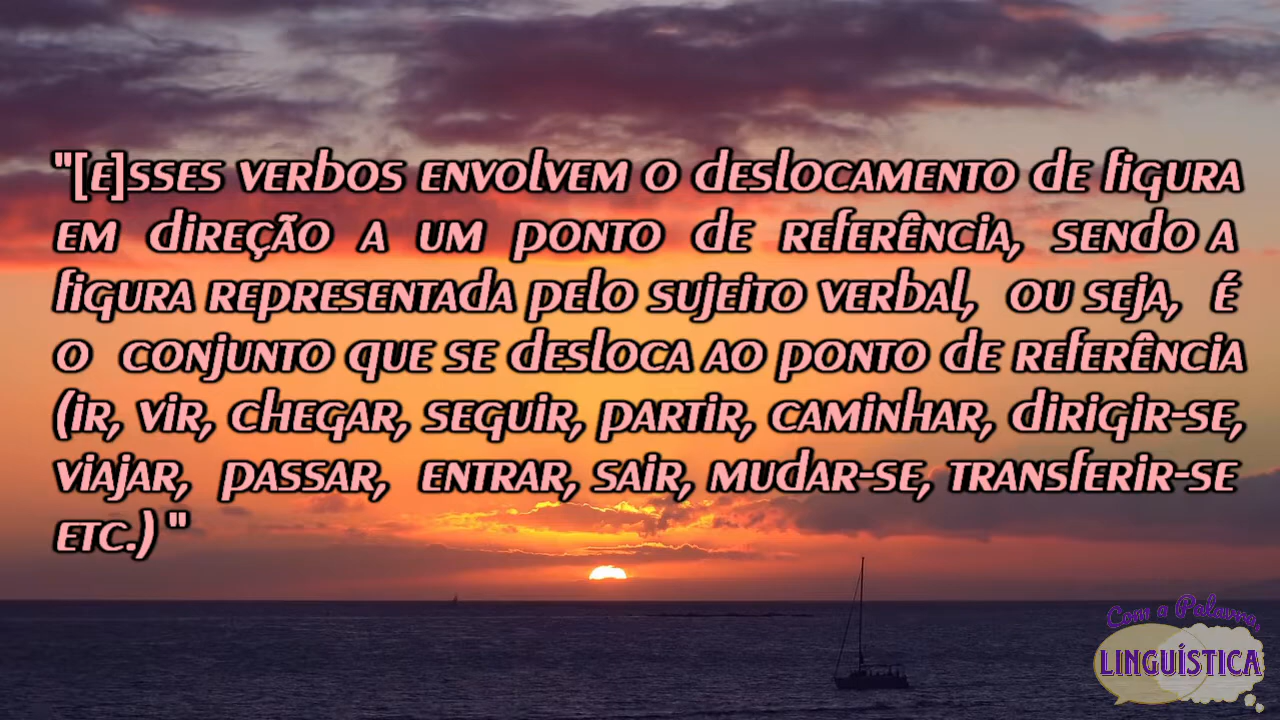 "[E]sses verbos envolvem o deslocamento de figura
em direção a um ponto de referência, sendo a
figura representada pelo sujeito verbal, ou seja, é
o conjunto que se desloca ao ponto de referência
(ir, vir, chegar, seguir, partir, caminhar, dirigir-se,
viajar, passar, entrar, sair, mudar-se, transferir-se
etc.) "
Com a Palavra,
LINGUÍSTICA